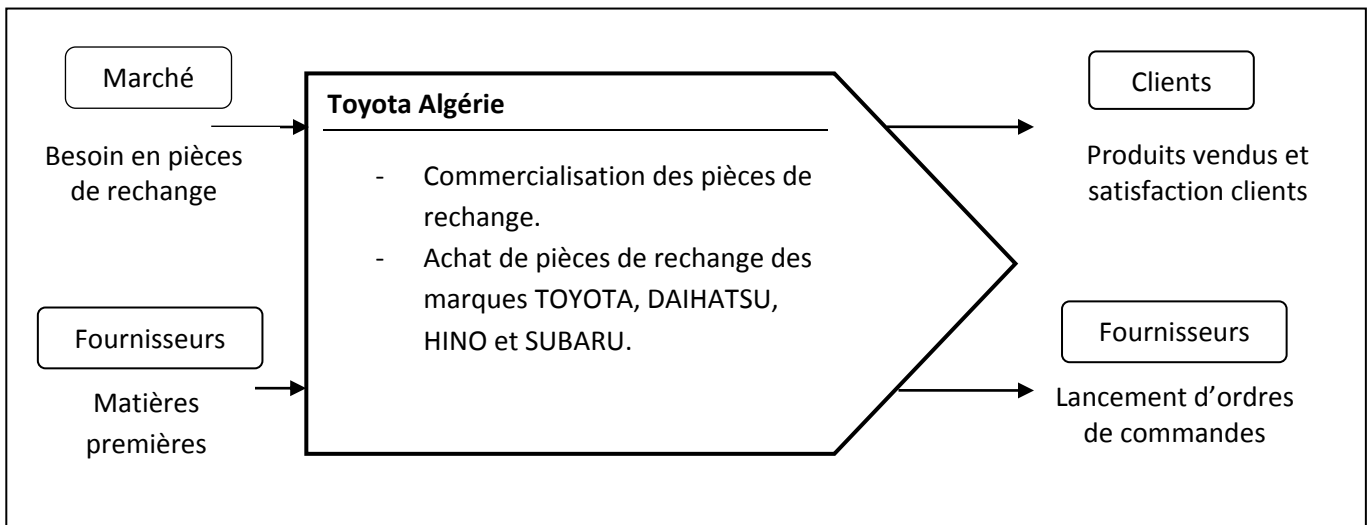 Marché
Besoin en pièces
de rechange
Fournisseurs
Matières
premières
Toyota Algérie
- Commercialisation des pièces de
rechange.
- Achat de pièces de rechange des
marques TOYOTA, DAIHATSU,
HINO et SUBARU.
Clients
Produits vendus et
satisfaction clients
Fournisseurs
Lancement d’ordres
de commandes